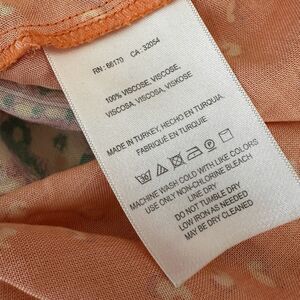 RN : 66170 CA : 32054
100% VISCOSE, VISCOSE,
VISCOSA, VISCOSA, VISKOSE
MADE IN TURKEY, HECHO EN TURQUIA,
FABRIQUÉ EN TURQUIE
MACHINE WASH COLD WITH LIKE COLORS
USE ONLY NON-CHLORINE BLEACH
LINE DRY
DO NOT TUMBLE DRY
LOW IRON AS NEEDED
MAY BE DRY CLEANED